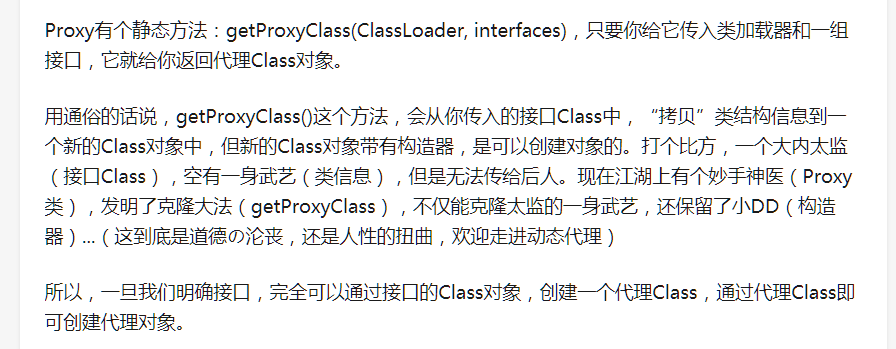 Proxy有个静态方法：getProxyClass(ClassLoader, interfaces)，只要你给它传入类加载器和一组
接口，它就给你返回代理Class对象。
用通俗的话说，getProxyClass()这个方法，会从你传入的接口Class中，“拷贝”类结构信息到一
个新的Class对象中，但新的Class对象带有构造器，是可以创建对象的。打个比方，一个大内太监
（接口Class），空有一身武艺（类信息），但是无法传给后人。现在江湖上有个妙手神医（Proxy
类），发明了克隆大法（getProxyClass），不仅能克隆太监的一身武艺，还保留了小DD（构造
器）...（这到底是道德の沦丧，还是人性的扭曲，欢迎走进动态代理）
所以，一旦我们明确接口，完全可以通过接口的Class对象，创建一个代理Class，通过代理Class即
可创建代理对象。